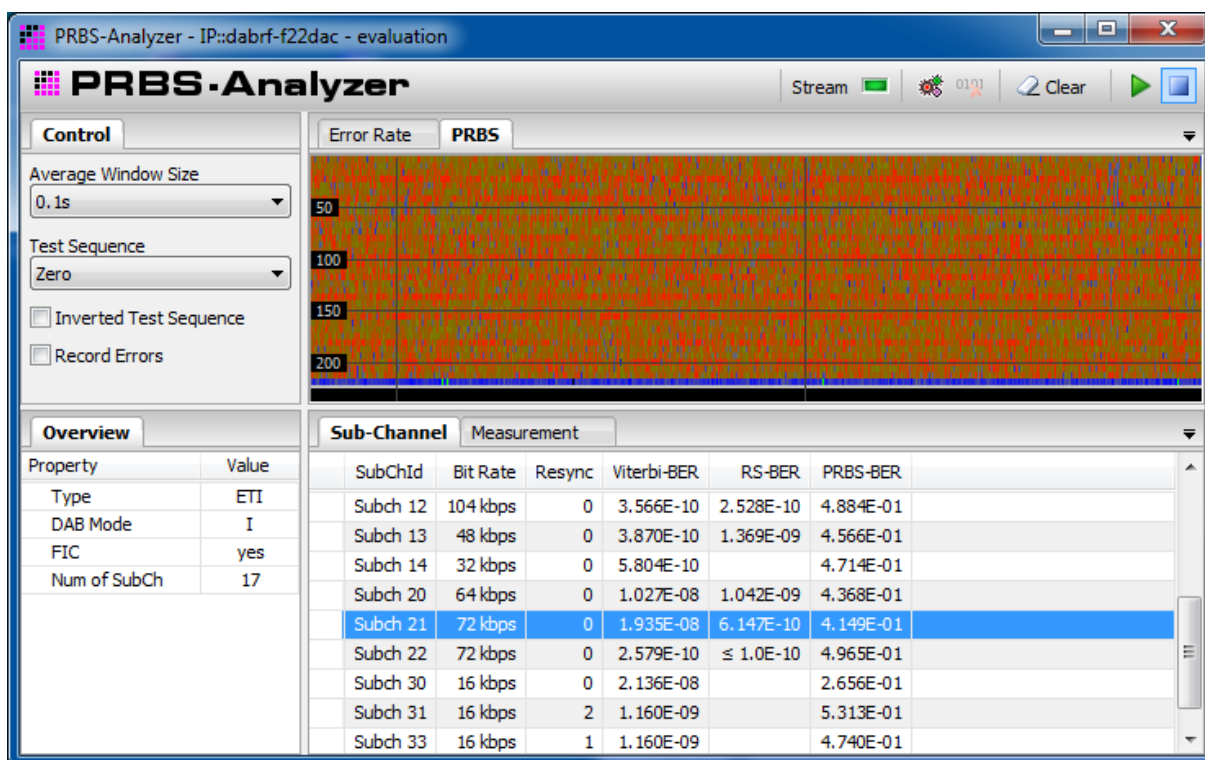 PRBS-Analyzer - IP::dabrf-f22dac - evaluation
PRBS-Analyzer
Stream 0101 Clear
Control
Average Window Size
0.1s
Test Sequence
Zero
Inverted Test Sequence
Record Errors
Error Rate PRBS
50
100
150
200
Overview
Property Value
Type ETI
DAB Mode I
FIC yes
Num of SubCh 17
Sub-Channel Measurement
SubChId Bit Rate Resync Viterbi-BER RS-BER PRBS-BER
Subch 12 104 kbps 0 3.566E-10 2.528E-10 4.884E-01
Subch 13 48 kbps 0 3.870E-10 1.369E-09 4.566E-01
Subch 14 32 kbps 0 5.804E-10 4.714E-01
Subch 20 64 kbps 0 1.027E-08 1.042E-09 4.368E-01
Subch 21 72 kbps 0 1.935E-08 6.147E-10 4.149E-01
Subch 22 72 kbps 0 2.579E-10 ≤ 1.0E-10 4.965E-01
Subch 30 16 kbps 0 2.136E-08 2.656E-01
Subch 31 16 kbps 2 1.160E-09 5.313E-01
Subch 33 16 kbps 1 1.160E-09 4.740E-01